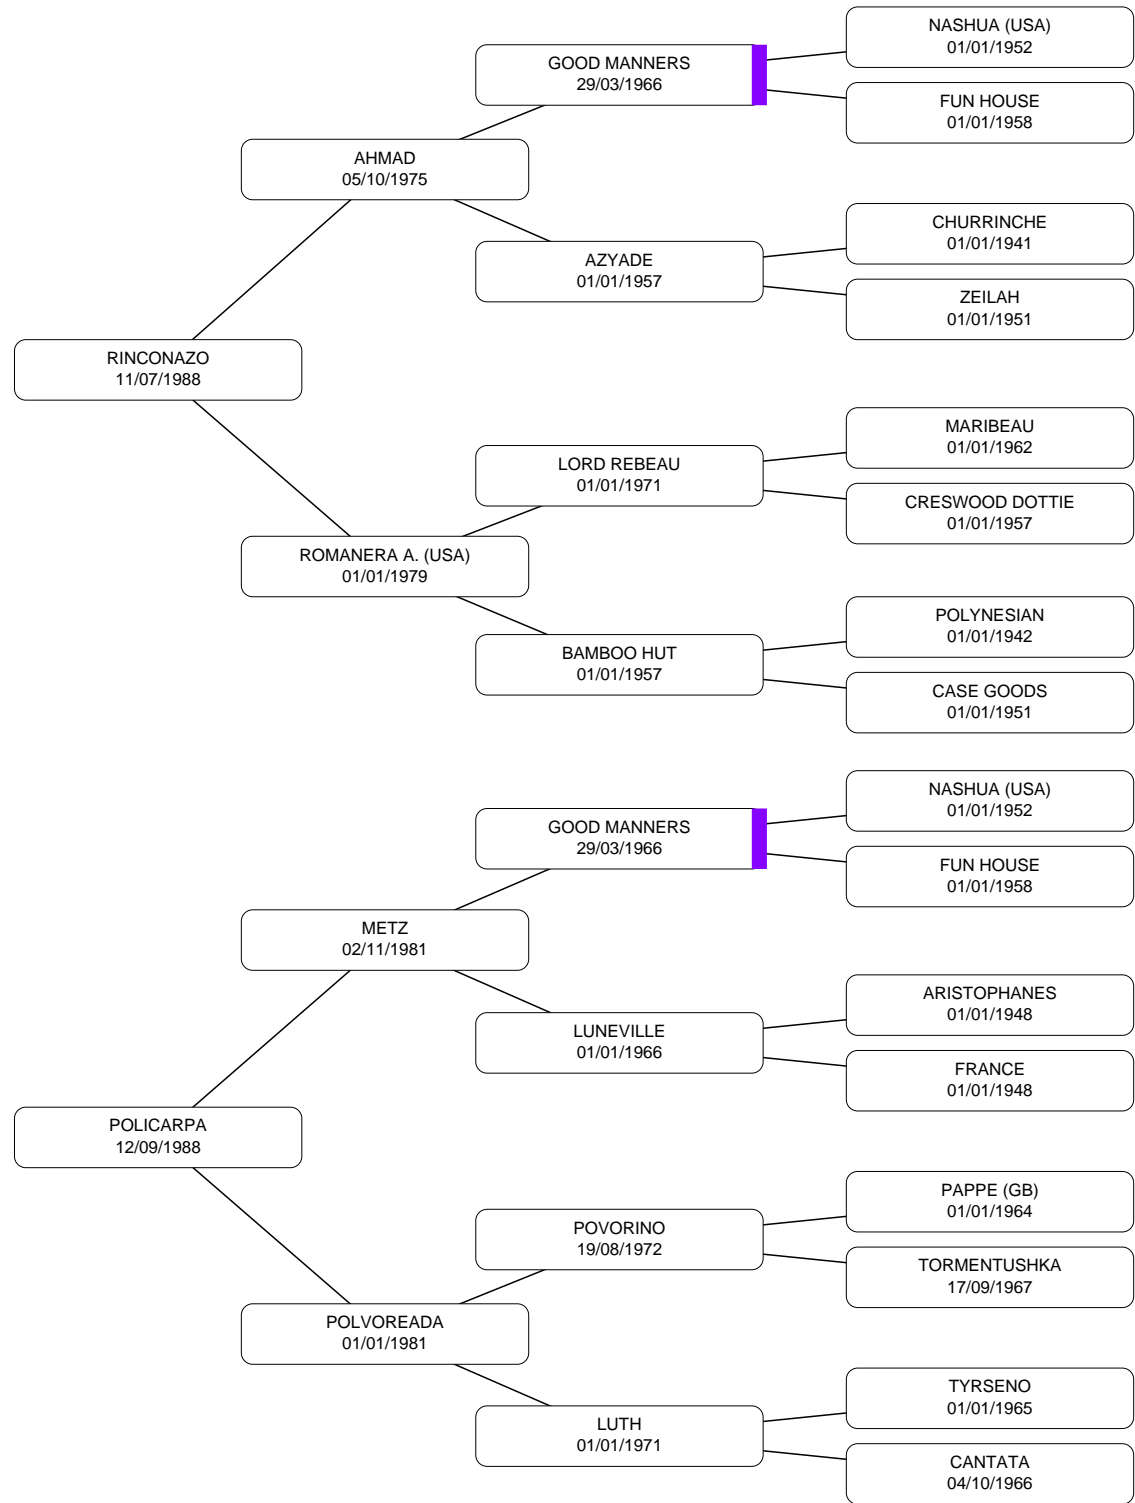 NASHUA (USA)
01/01/1952
GOOD MANNERS
29/03/1966
FUN HOUSE
01/01/1958
AHMAD
05/10/1975
CHURRINCHE
01/01/1941
AZYADE
01/01/1957
ZEILAH
01/01/1951
RINCONAZO
11/07/1988
MARIBEAU
01/01/1962
LORD REBEAU
01/01/1971
CRESWOOD DOTTIE
01/01/1957
ROMANERA A. (USA)
01/01/1979
POLYNESIAN
01/01/1942
BAMBOO HUT
01/01/1957
CASE GOODS
01/01/1951
NASHUA (USA)
01/01/1952
GOOD MANNERS
29/03/1966
FUN HOUSE
01/01/1958
METZ
02/11/1981
ARISTOPHANES
01/01/1948
LUNEVILLE
01/01/1966
FRANCE
01/01/1948
POLICARPA
12/09/1988
PAPPE (GB)
01/01/1964
POVORINO
19/08/1972
TORMENTUSHKA
17/09/1967
POLVOREADA
01/01/1981
TYRSENO
01/01/1965
LUTH
01/01/1971
CANTATA
04/10/1966